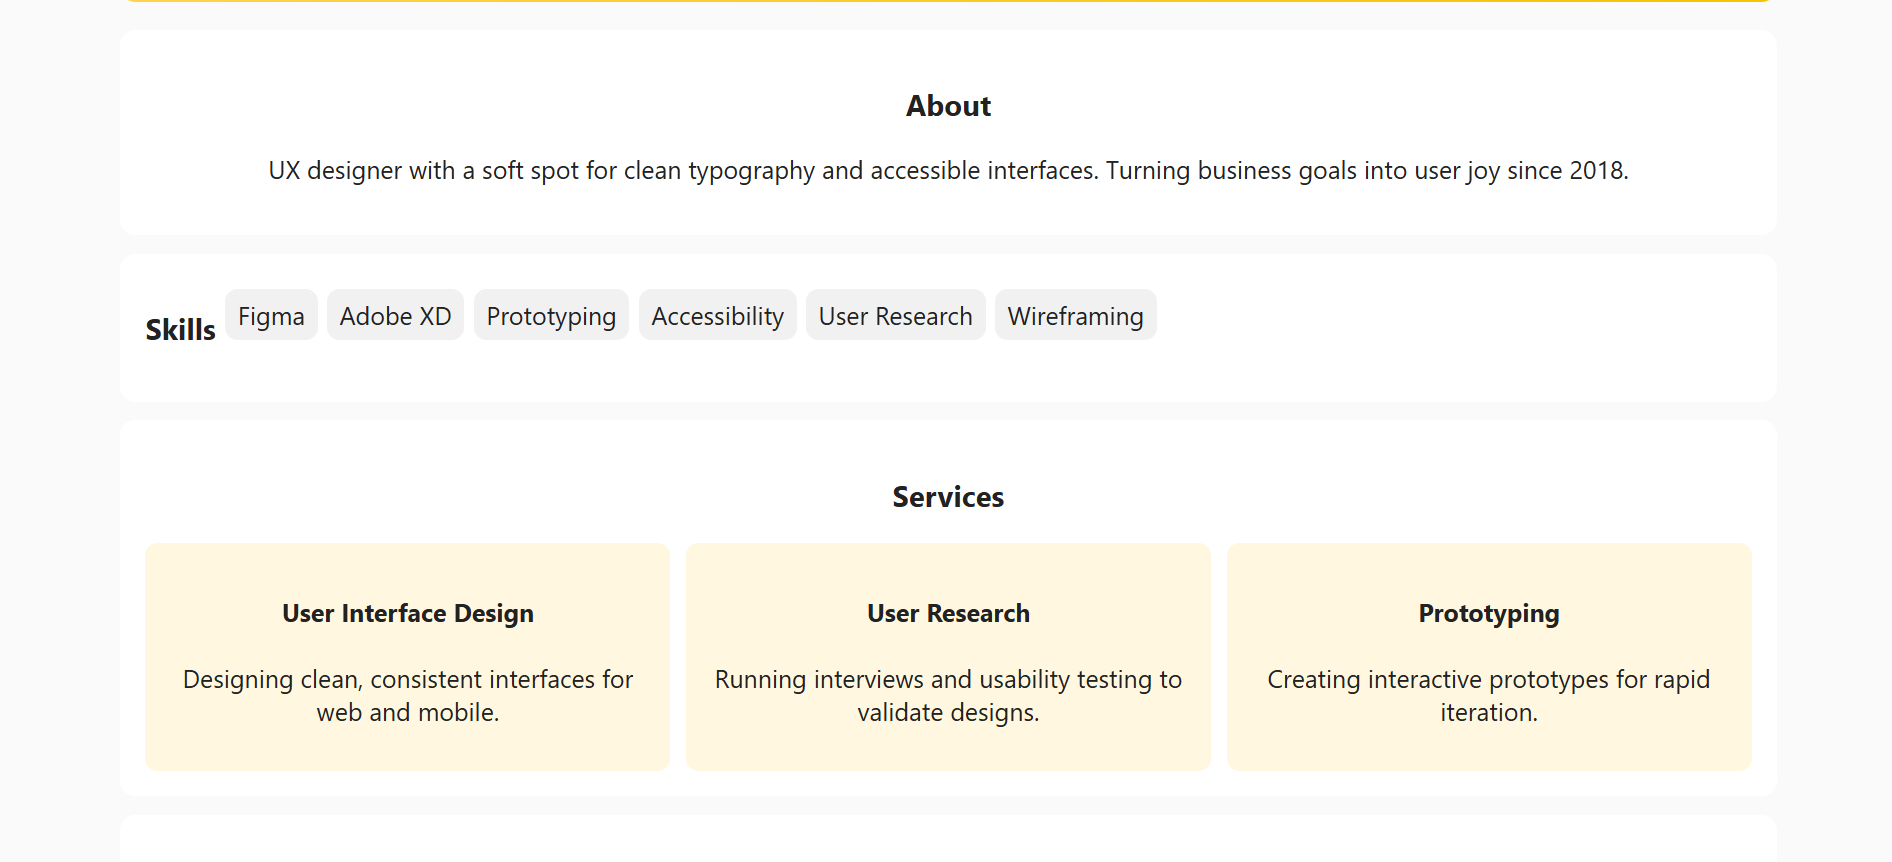 About
UX designer with a soft spot for clean typography and accessible interfaces. Turning business goals into user joy since 2018.
Skills Figma Adobe XD Prototyping Accessibility User Research Wireframing
Services
User Interface Design
Designing clean, consistent interfaces for
web and mobile.
User Research
Running interviews and usability testing to
validate designs.
Prototyping
Creating interactive prototypes for rapid
iteration.